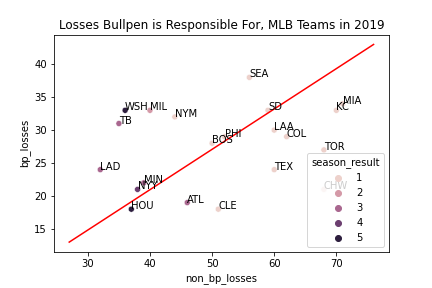 Losses Bullpen is Responsible For, MLB Teams in 2019
40
35
30
25
20
15
bp_losses
SEA
WSH
MIL
NYM
TB
SD
MIA
KC
PHI
BOS
LAA
COL
TOR
LAD
MIN
NYY
TEX
CHW
ATL
HOU
CLE
season_result
1
2
3
4
5
30
40
50
60
70
non_bp_losses